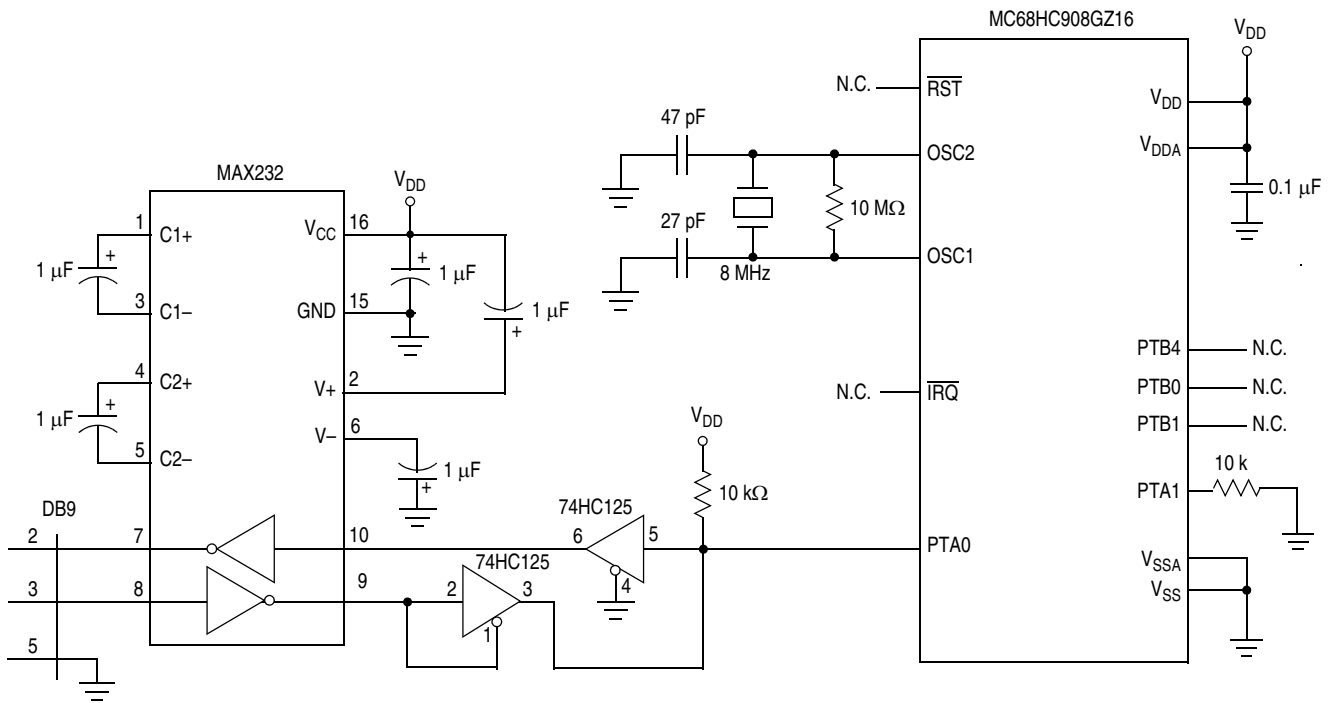 MC68HC908GZ16
VDD
N.C.
RST
VDD
47 pF
OSC2
VDDA
MAX232
VDD
0.1 μF
10 MΩ
1
C1+
VCC
16
27 pF
+
1 μF
+
1 μF
OSC1
8 MHz
3
C1–
GND
15
1 μF
+
PTB4
N.C.
4
C2+
V+
2
N.C.
IRQ
PTB0
N.C.
+
1 μF
VDD
PTB1
N.C.
V–
6
5
C2–
1 μF
+
10 k
10 kΩ
PTA1
DB9
74HC125
2
7
10
6
5
PTA0
74HC125
4
VSSA
3
8
9
2
3
VSS
1
5